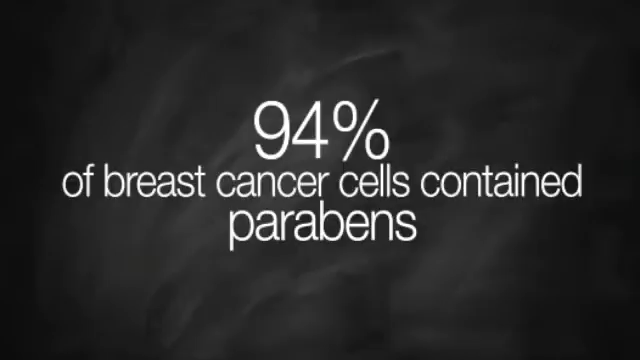 94%
of breast cancer cells contained
parabens